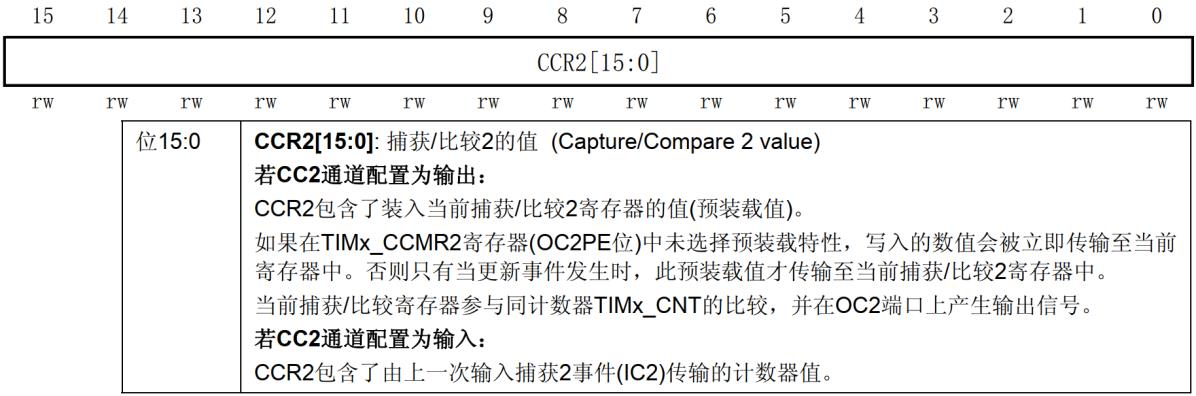 15 14 13 12 11 10 9 8 7 6 5 4 3 2 1 0
CCR2[15:0]
rw rw rw rw rw rw rw rw rw rw rw rw rw rw rw rw
位15:0 CCR2[15:0]: 捕获/比较2的值 (Capture/Compare 2 value)
若CC2通道配置为输出：
CCR2包含了装入当前捕获/比较2寄存器的值(预装载值)。
如果在TIMx_CCMR2寄存器(OC2PE位)中未选择预装载特性，写入的数值会被立即传输至当前
寄存器中。否则只有当更新事件发生时，此预装载值才传输至当前捕获/比较2寄存器中。
当前捕获/比较寄存器参与同计数器TIMx_CNT的比较，并在OC2端口上产生输出信号。
若CC2通道配置为输入：
CCR2包含了由上一次输入捕获2事件(IC2)传输的计数器值。